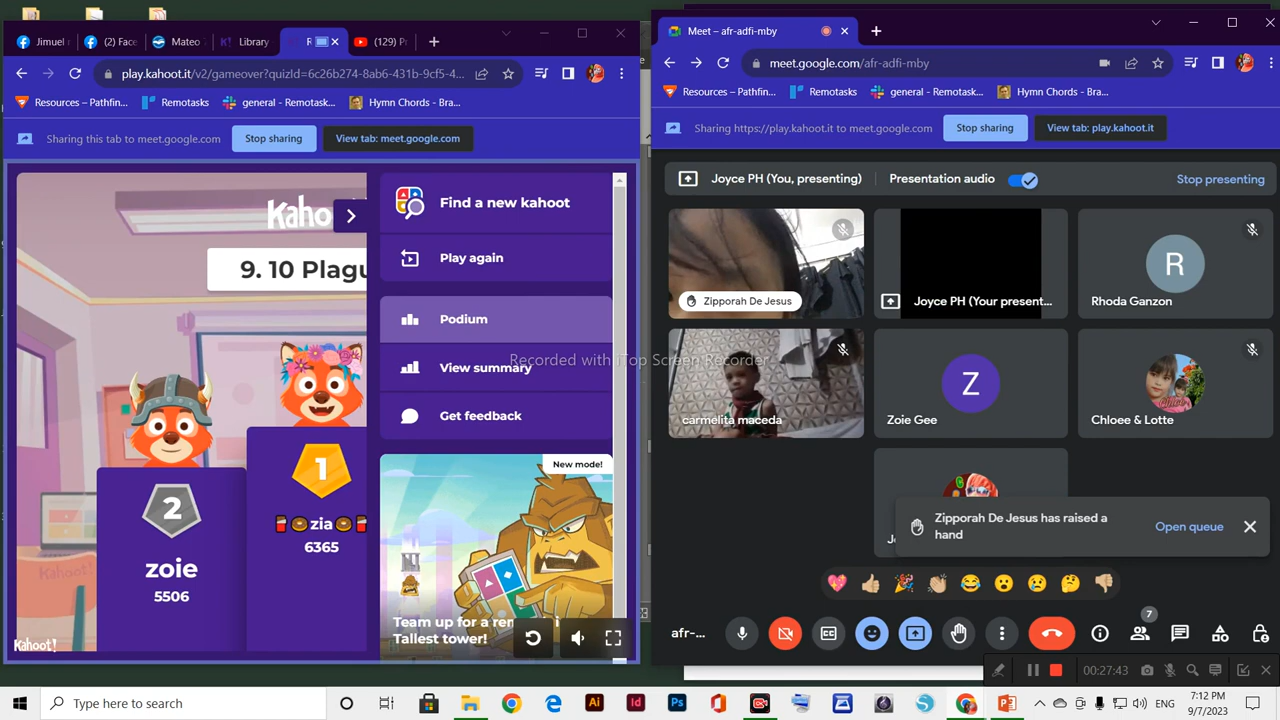 Jimuel
(2) Face
Mateo
Library
(129) P
Meet – afr-adfi-mby
play.kahoot.it/v2/gameover?quizId=6c26b274-8ab6-431b-9cf5-4...
meet.google.com/afr-adfi-mby
Resources – Pathfin...
Remotasks
general - Remotask...
Hymn Chords - Bra...
Resources – Pathfin...
Remotasks
general - Remotask...
Hymn Chords - Bra...
Sharing this tab to meet.google.com
Stop sharing
View tab: meet.google.com
Sharing https://play.kahoot.it to meet.google.com
Stop sharing
View tab: play.kahoot.it
Kaho
9. 10 Plagu
2
zoie
5506
1
zia
6365
Kahoot!
Find a new kahoot
Play again
Podium
View summary
Get feedback
New mode!
Team up for a
Tallest tower!
Recorded with iTop Screen Recorder
Joyce PH (You, presenting)
Presentation audio
Stop presenting
Zipporah De Jesus
Joyce PH (Your present...
R
Rhoda Ganzon
carmelita maceda
Z
Zoie Gee
Chloee & Lotte
Zipporah De Jesus has raised a
hand
Open queue
afr-...
7
00:27:43
Type here to search
Ai
Id
Ps
ENG
7:12 PM
9/7/2023